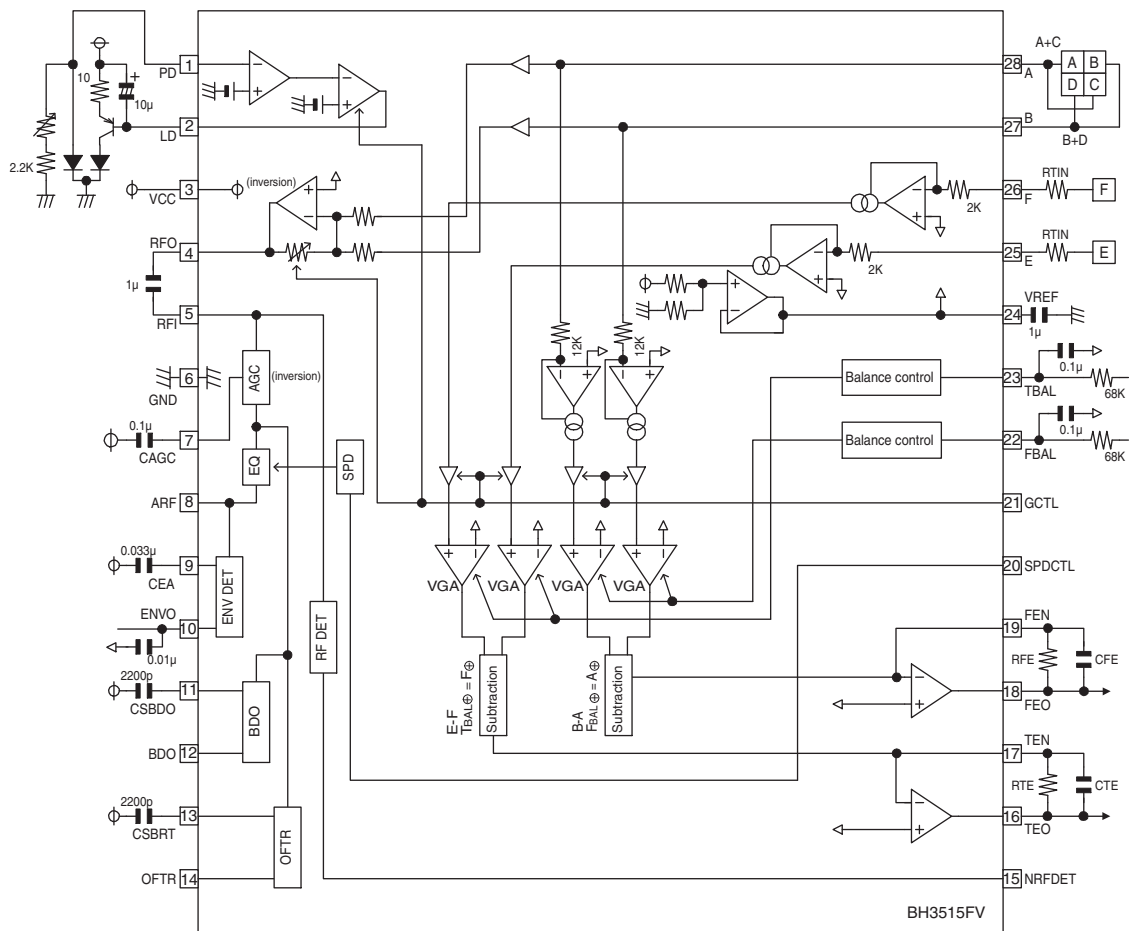 10
10μ
2.2K
1
PD
2
LD
3
VCC
(inversion)
RFO
4
1μ
5
RFI
6
GND
AGC
(inversion)
0.1μ
7
CAGC
EQ
SPD
ARF
8
0.033μ
9
CEA
ENV DET
ENVO
10
0.01μ
RF DET
2200p
11
CSBDO
BDO
BDO
12
2200p
13
CSBRT
OFTR
OFTR
14
A+C
28
A
A B
D C
27
B
B+D
26
F
RTIN
F
2K
25
E
RTIN
E
2K
24
VREF
1μ
12K
12K
Balance control
23
TBAL
0.1μ
68K
Balance control
22
FBAL
0.1μ
68K
21
GCTL
VGA
VGA
VGA
VGA
20
SPDCTL
E-F
TBAL⊕ = F⊕
Subtraction
B-A
FBAL⊕ = A⊕
Subtraction
FEN
19
RFE
CFE
18
FEO
TEN
17
RTE
CTE
16
TEO
15
NRFDET
BH3515FV